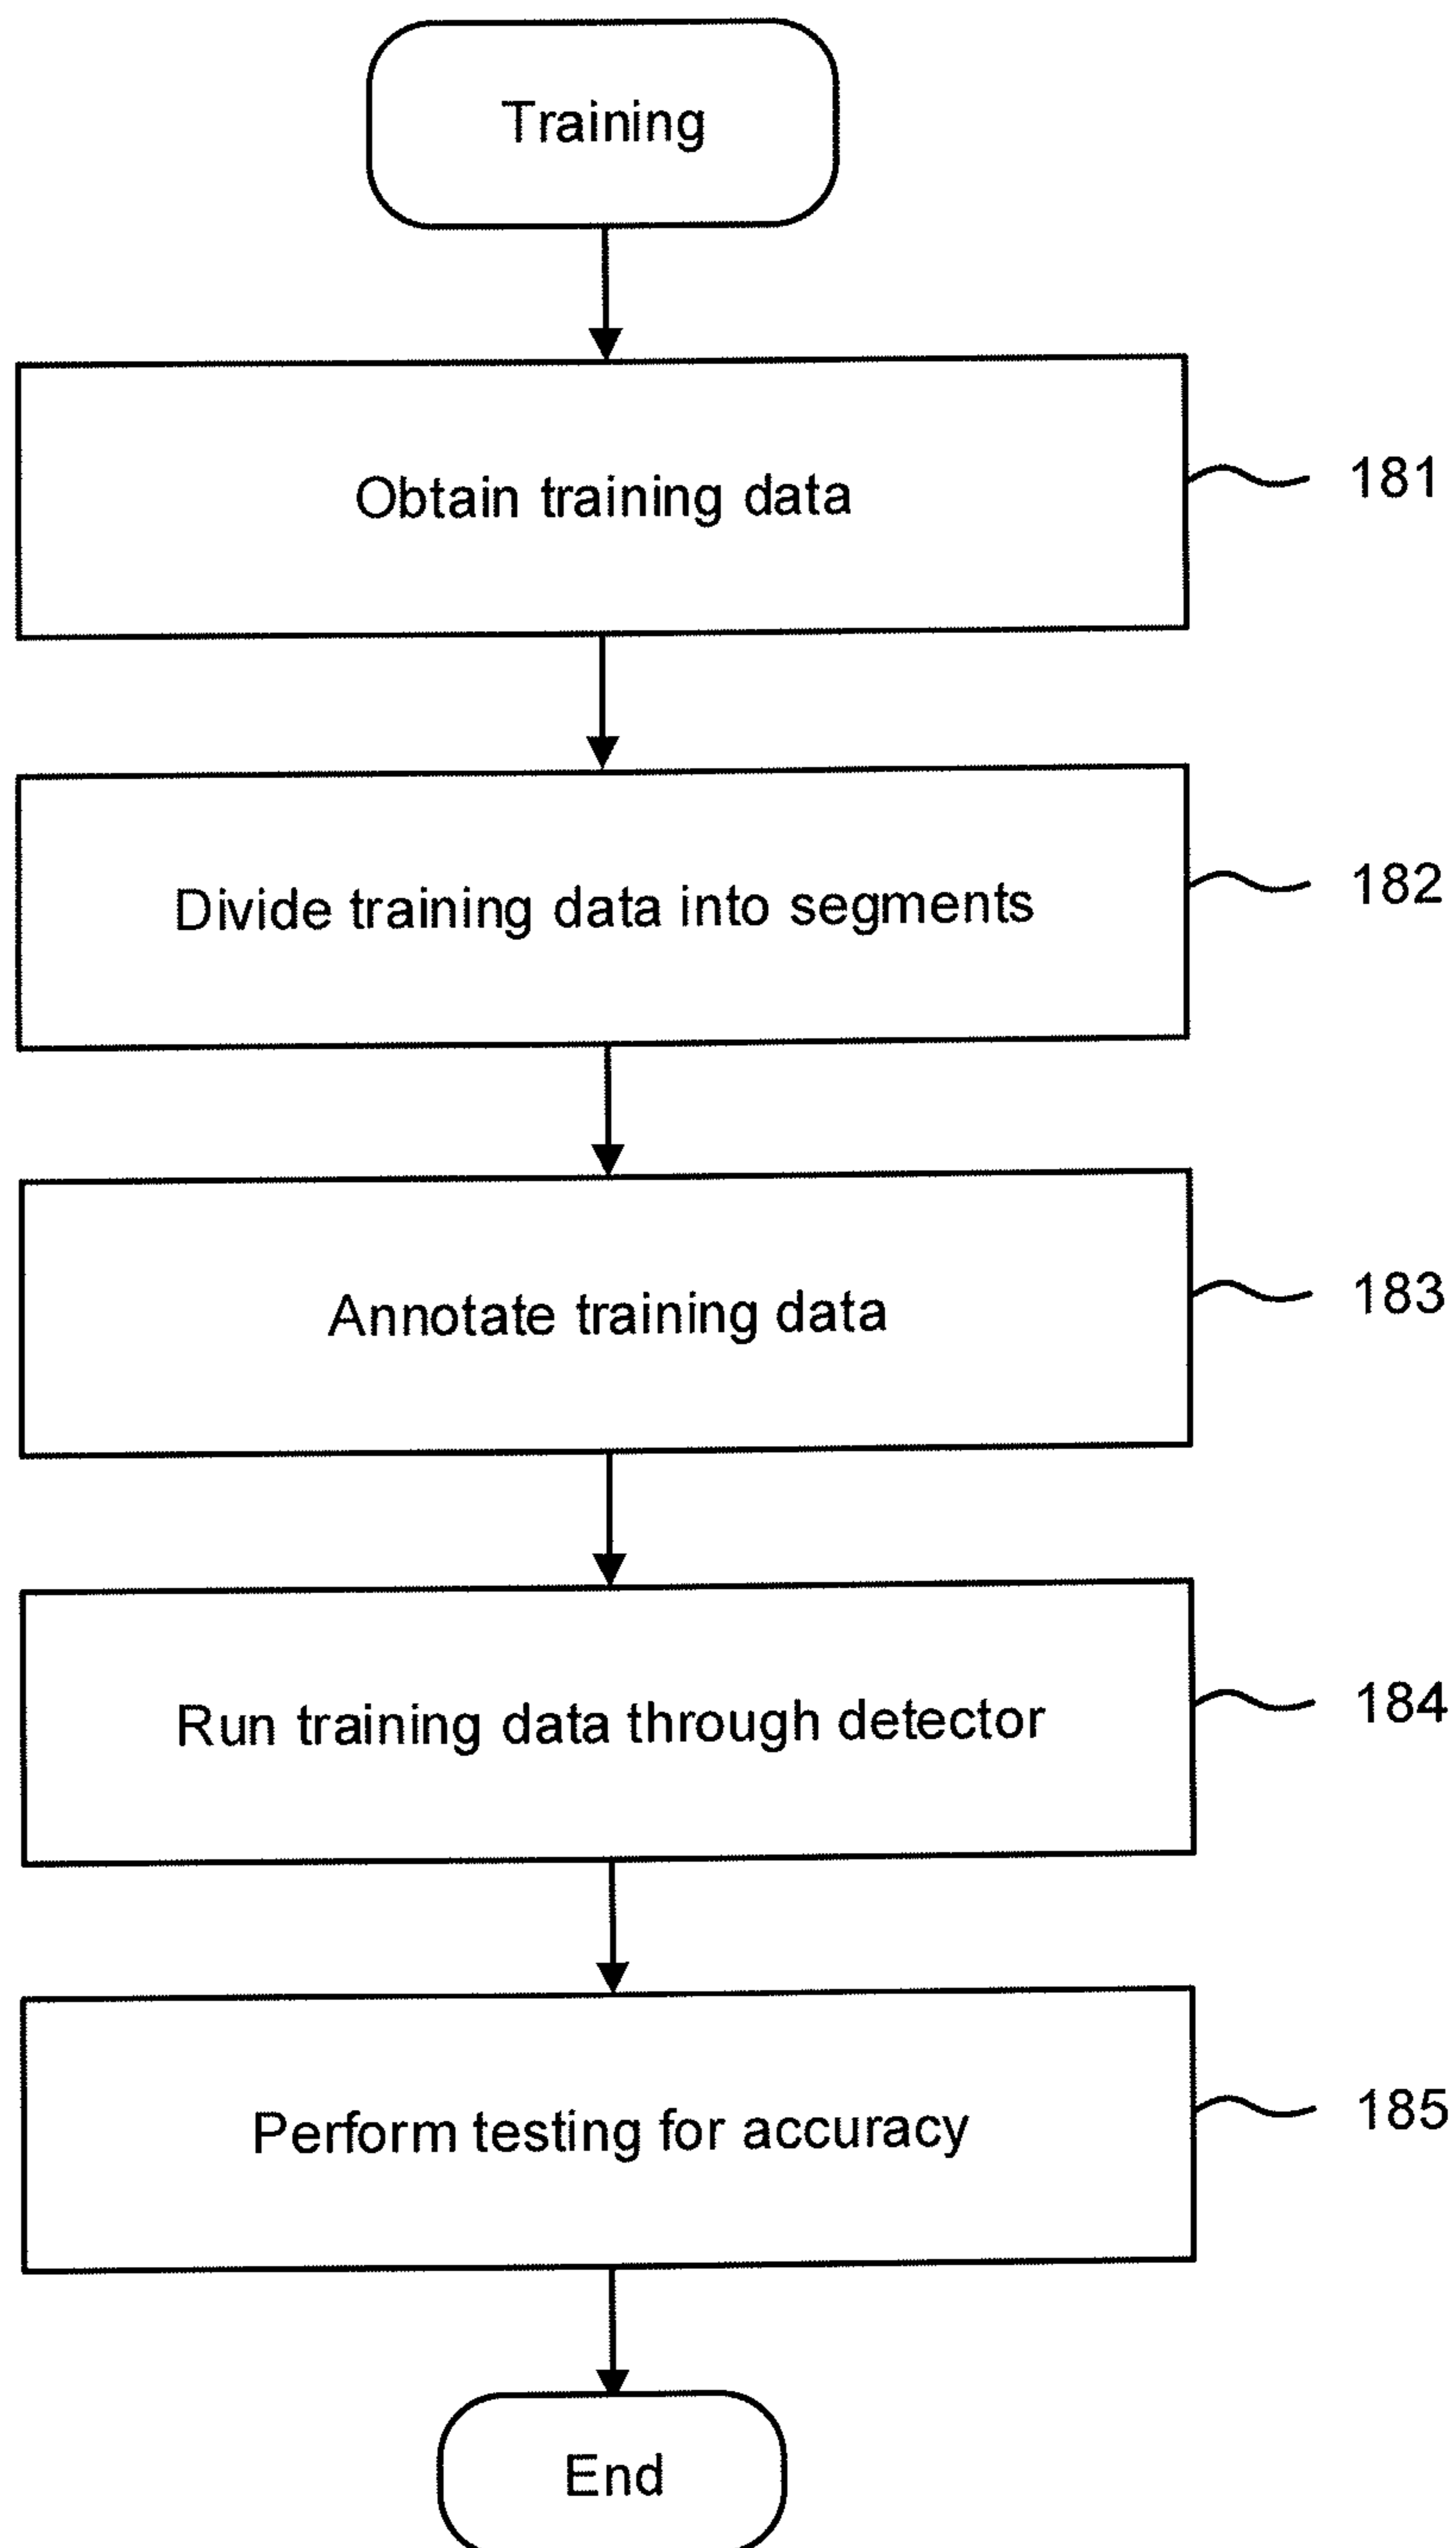 Training
Obtain training data
181
Divide training data into segments
182
Annotate training data
183
Run training data through detector
184
Perform testing for accuracy
185
End